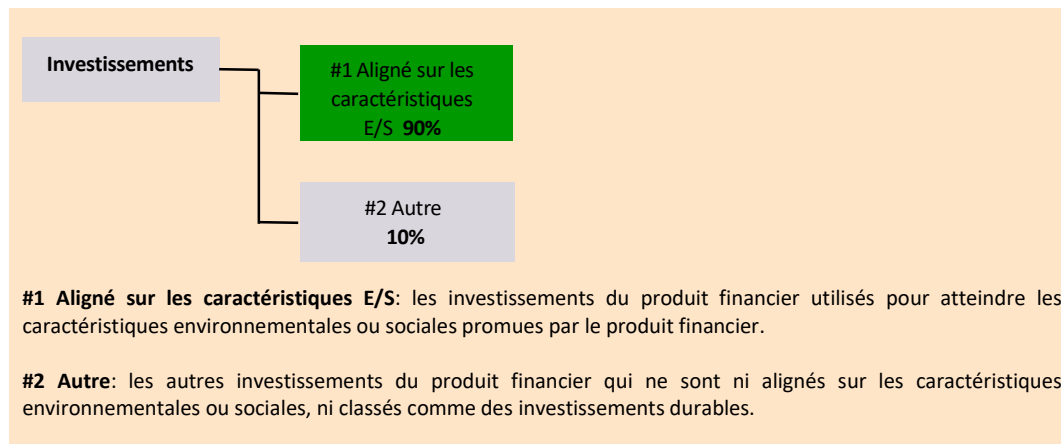 Investissements
#1 Aligné sur les
caractéristiques
E/S 90%
#2 Autre
10%
#1 Aligné sur les caractéristiques E/S: les investissements du produit financier utilisés pour atteindre les
caractéristiques environnementales ou sociales promues par le produit financier.
#2 Autre: les autres investissements du produit financier qui ne sont ni alignés sur les caractéristiques
environnementales ou sociales, ni classés comme des investissements durables.